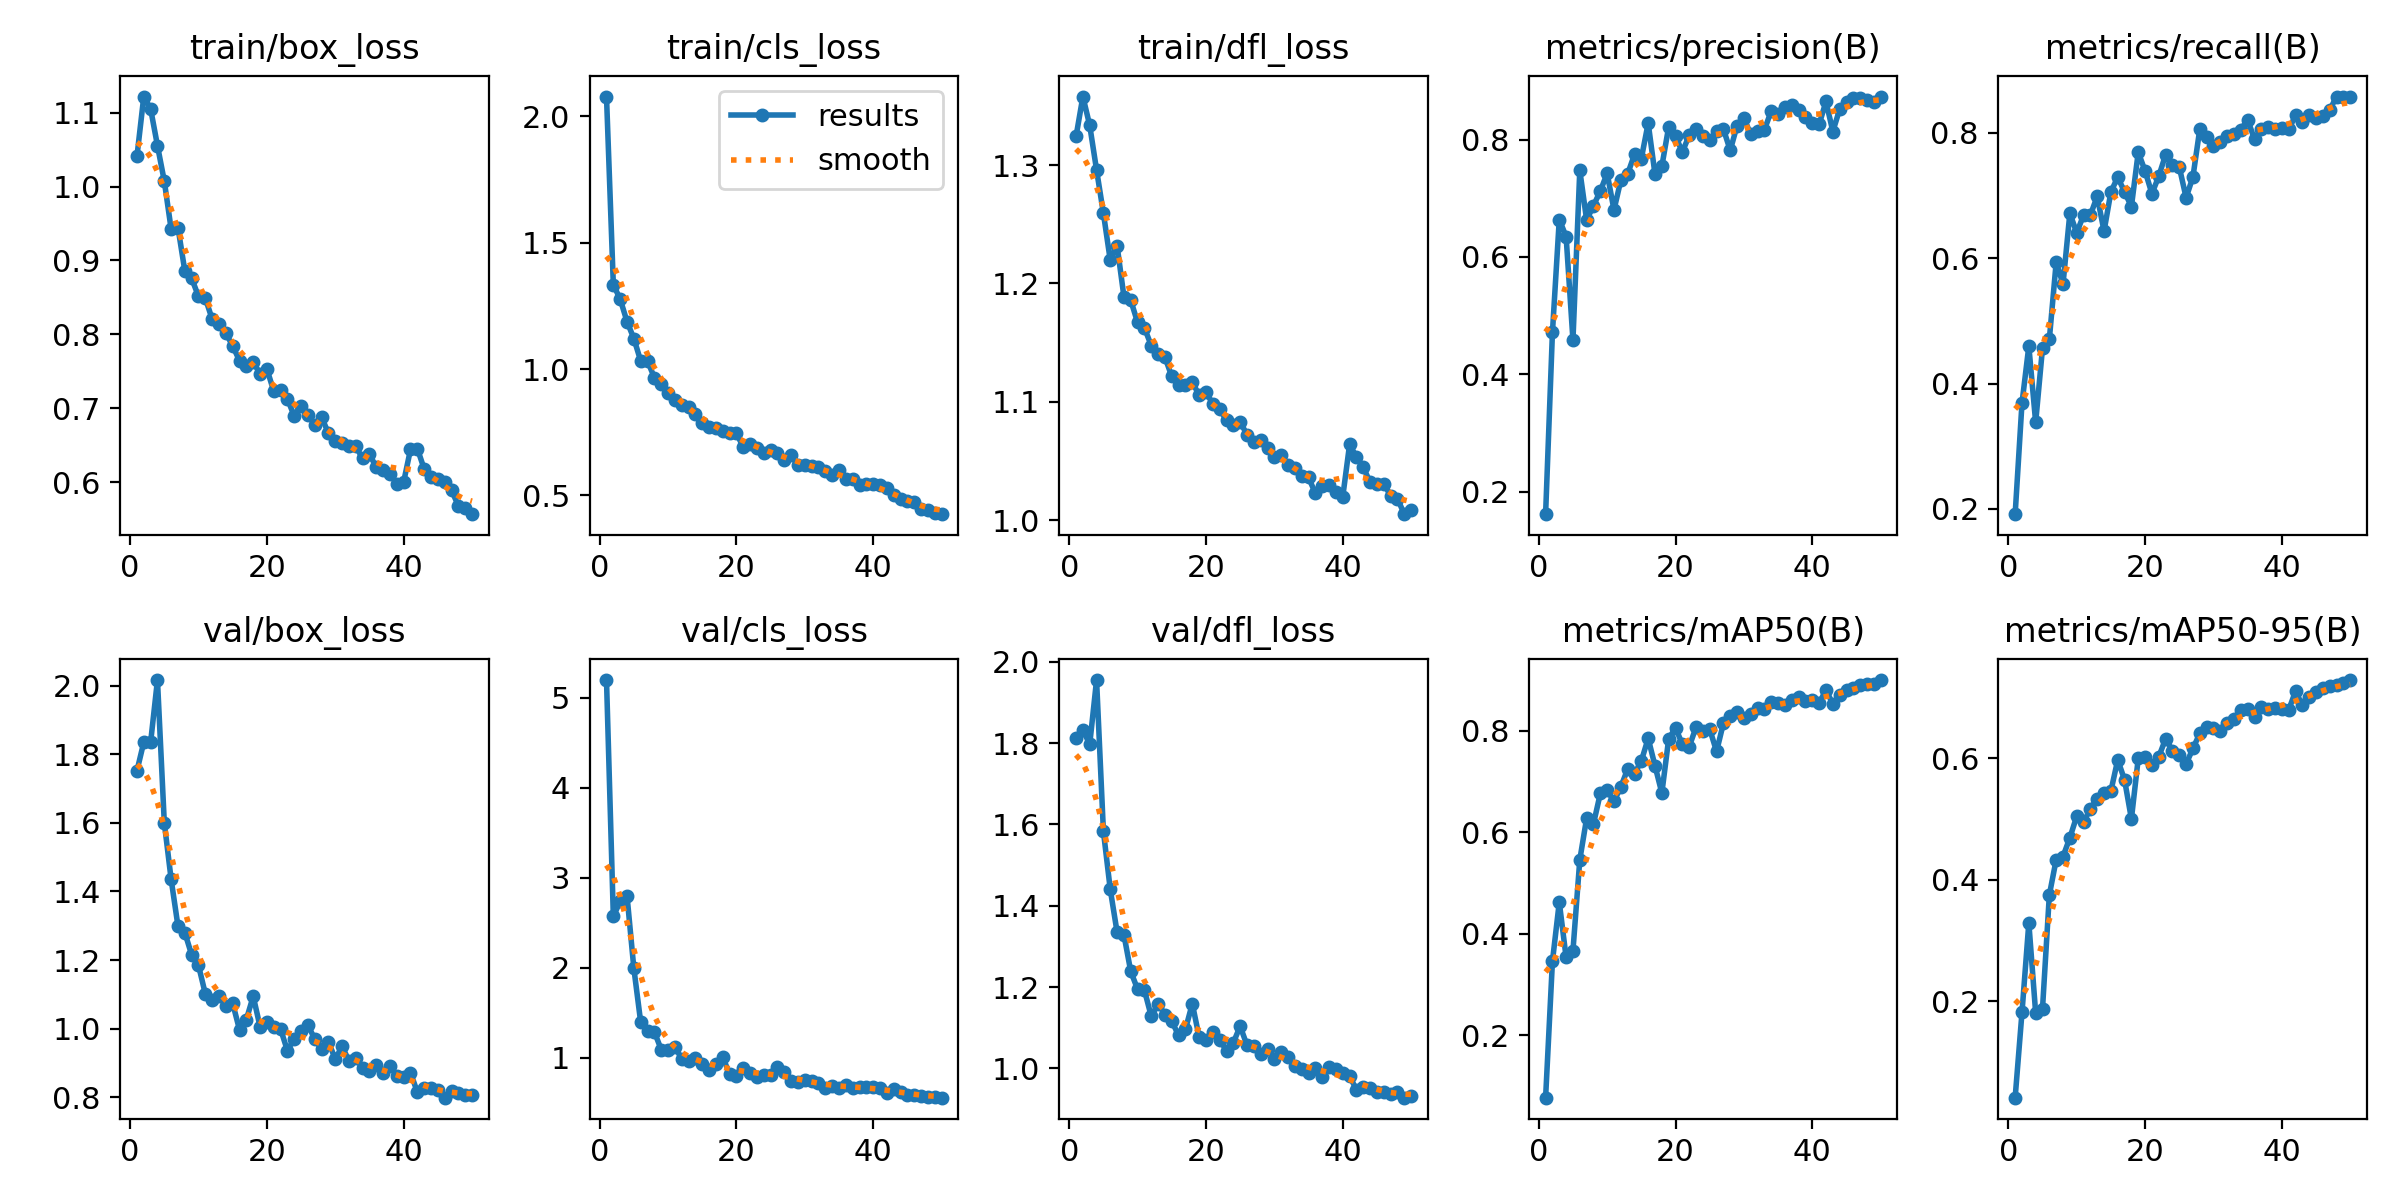 train/box_loss
train/cls_loss
train/dfl_loss
metrics/precision(B)
metrics/recall(B)
1.1
1.0
0.9
0.8
0.7
0.6
0 20 40
2.0
1.5
1.0
0.5
0 20 40
results
smooth
1.3
1.2
1.1
1.0
0 20 40
0.8
0.6
0.4
0.2
0 20 40
0.8
0.6
0.4
0.2
0 20 40
val/box_loss
val/cls_loss
val/dfl_loss
metrics/mAP50(B)
metrics/mAP50-95(B)
2.0
1.8
1.6
1.4
1.2
1.0
0.8
0 20 40
5
4
3
2
1
0 20 40
2.0
1.8
1.6
1.4
1.2
1.0
0 20 40
0.8
0.6
0.4
0.2
0 20 40
0.6
0.4
0.2
0 20 40